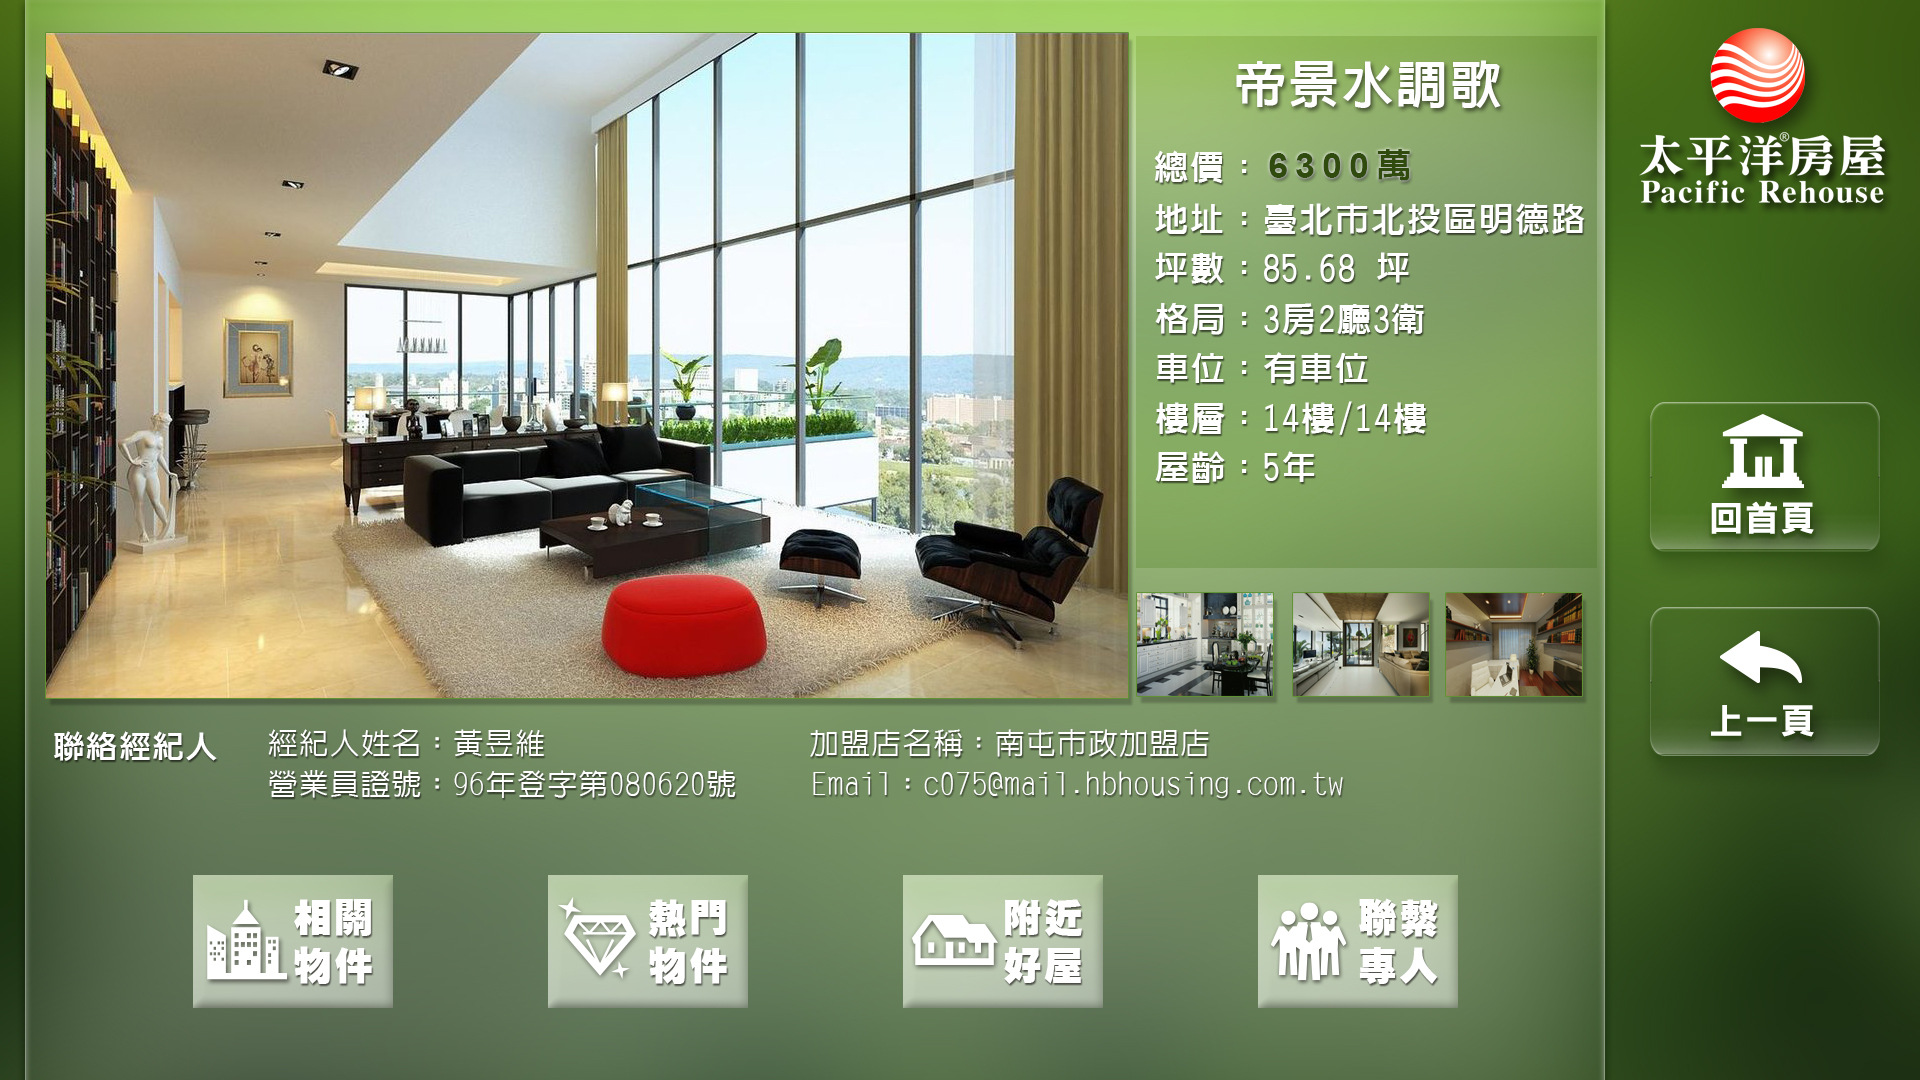 帝景水調歌
總價：6300萬
地址：臺北市北投區明德路
坪數：85.68 坪
格局：3房2廳3衛
車位：有車位
樓層：14樓/14樓
屋齡：5年
太平洋房屋®
Pacific Rehouse
回首頁
上一頁
聯絡經紀人
經紀人姓名：黃昱維
營業員證號：96年登字第080620號
加盟店名稱：南屯市政加盟店
Email：c075@mail.hbhousing.com.tw
相關
物件
熱門
物件
附近
好屋
聯繫
專人